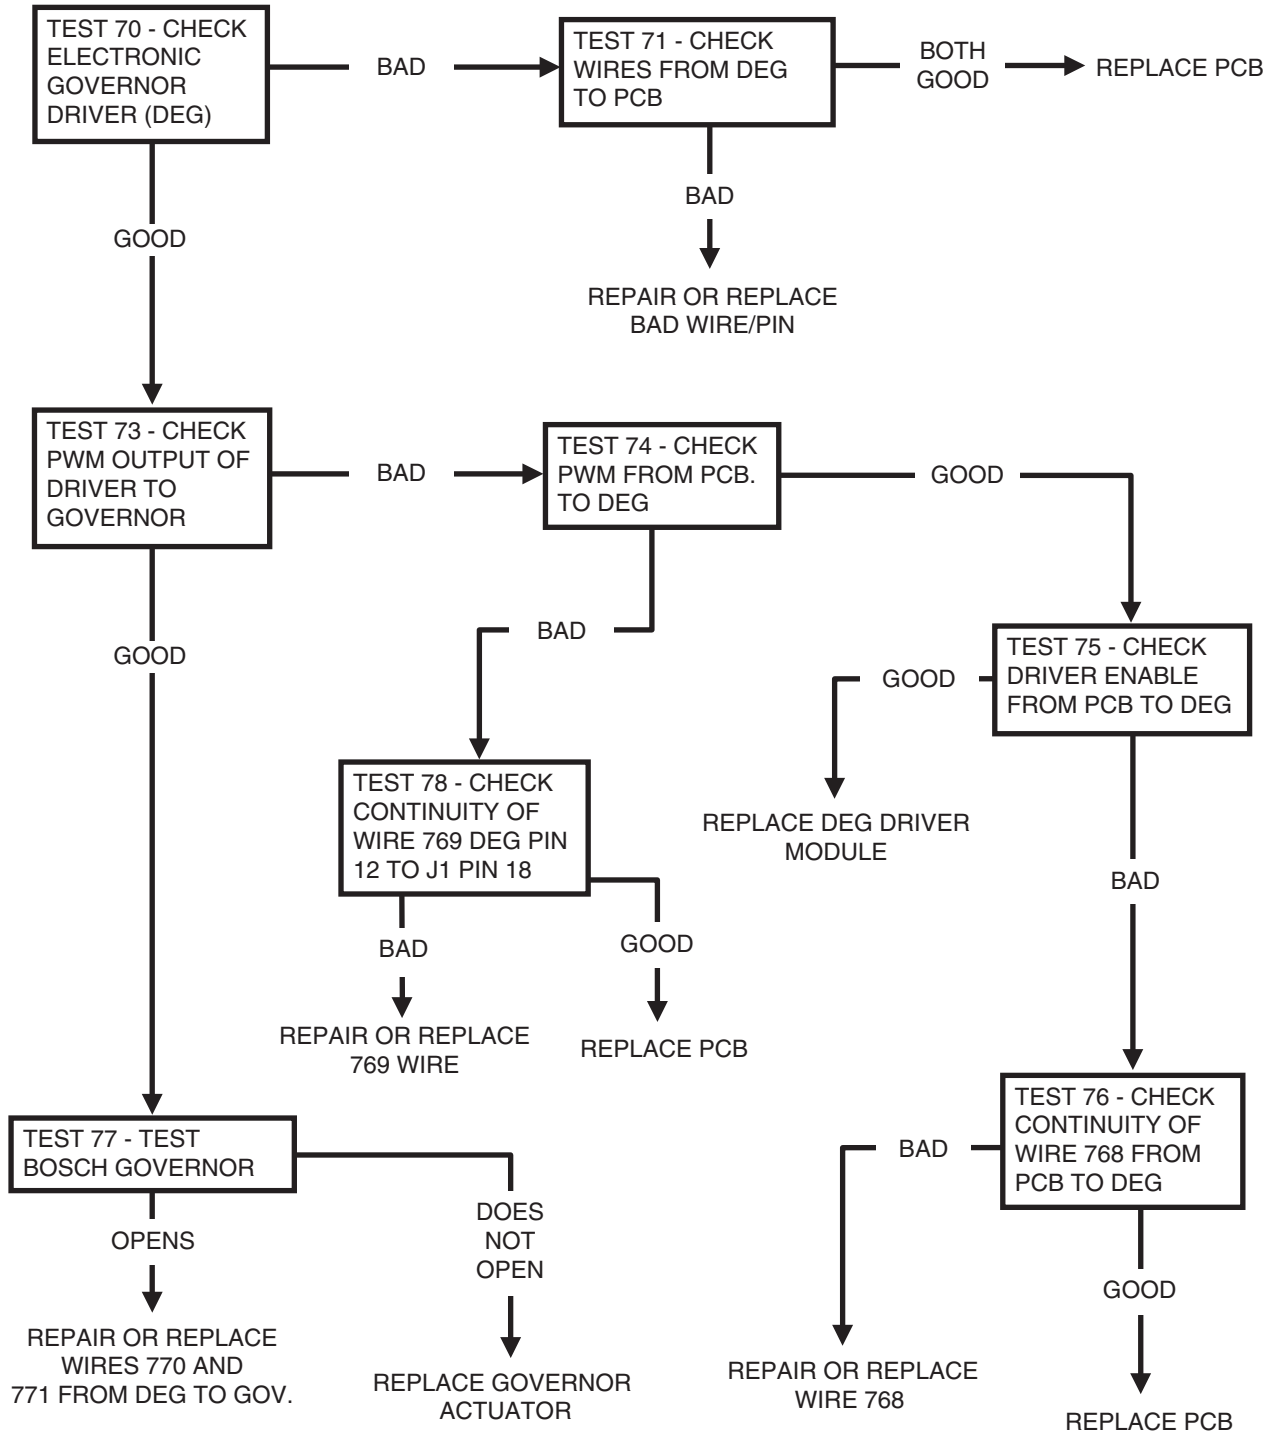 TEST 70 - CHECK
ELECTRONIC
GOVERNOR
DRIVER (DEG)
BAD
TEST 71 - CHECK
WIRES FROM DEG
TO PCB
BOTH
GOOD
REPLACE PCB
BAD
REPAIR OR REPLACE
BAD WIRE/PIN
GOOD
TEST 73 - CHECK
PWM OUTPUT OF
DRIVER TO
GOVERNOR
BAD
TEST 74 - CHECK
PWM FROM PCB.
TO DEG
GOOD
BAD
TEST 75 - CHECK
DRIVER ENABLE
FROM PCB TO DEG
GOOD
REPLACE DEG DRIVER
MODULE
BAD
GOOD
TEST 78 - CHECK
CONTINUITY OF
WIRE 769 DEG PIN
12 TO J1 PIN 18
BAD
REPAIR OR REPLACE
769 WIRE
GOOD
REPLACE PCB
TEST 76 - CHECK
CONTINUITY OF
WIRE 768 FROM
PCB TO DEG
BAD
REPAIR OR REPLACE
WIRE 768
GOOD
REPLACE PCB
TEST 77 - TEST
BOSCH GOVERNOR
OPENS
REPAIR OR REPLACE
WIRES 770 AND
771 FROM DEG TO GOV.
DOES
NOT
OPEN
REPLACE GOVERNOR
ACTUATOR